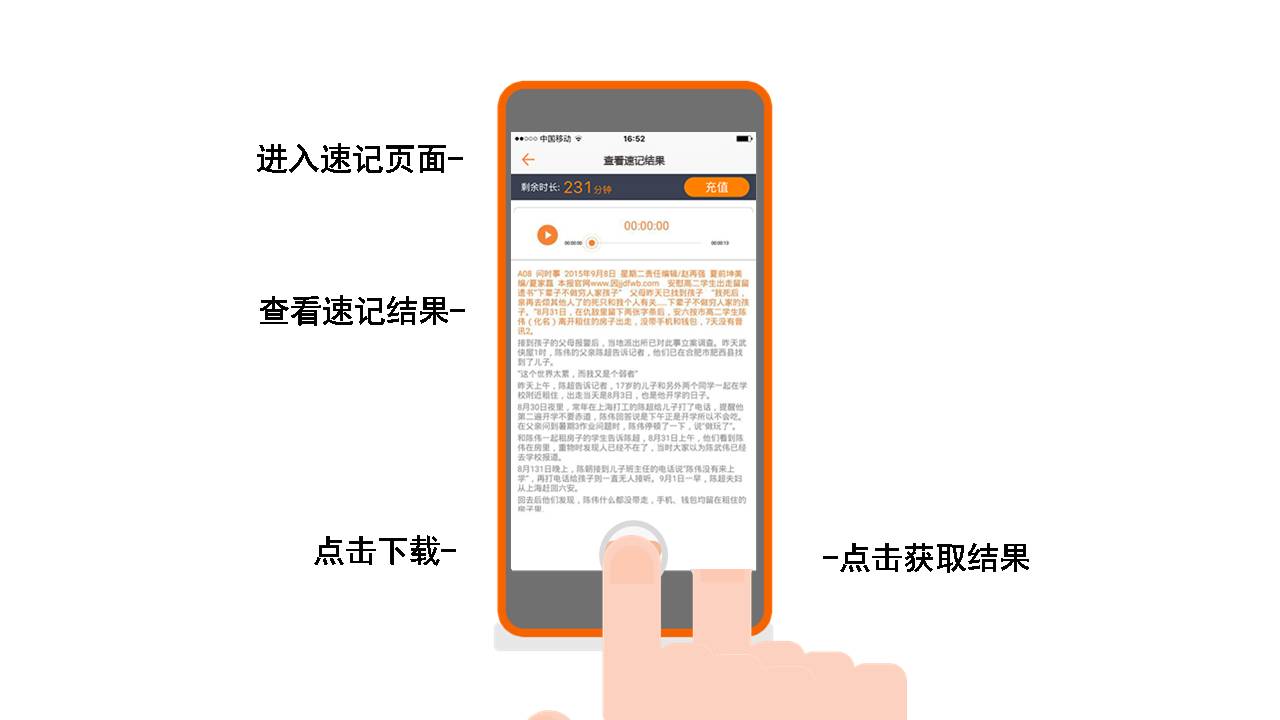 中国移动
16:52
进入速记页面-
查看速记结果
剩余时长: 231分钟
充值
00:00:00
00:00:00
00:00:13
查看速记结果-
A08 问时事 2015年9月8日 星期二责任编辑/赵再强 夏前坤美
编/夏家磊 本报官网www.因jjdfwb.com 安慰高二学生出走留留
遗书"下辈子不做穷人家孩子" 父母昨天已找到孩子 "我死后,
亲再去烦其他人了的死只和我个人有关……下辈子不做穷人家的孩
子。"8月31日,在仇敌里留下两张字条后,安六按市高二学生陈
伟(化名)离开租住的房子出走,没带手机和钱包,7天没有音
讯2。
接到孩子的父母报警后,当地派出所已对此事立案调查。昨天武
快屋1时,陈伟的父亲陈超告诉记者,他们已在合肥市肥西县找
到了儿子。
"这个世界太累,而我又是个弱者"
昨天上午,陈超告诉记者,17岁的儿子和另外两个同学一起在学
校附近租住,出走当天是8月3日,也是他开学的日子。
8月30日夜里,常年在上海打工的陈超给儿子打了电话,提醒他
第二遍开学不要赤道,陈伟回答说是下午正是开学所以不会吃。
在父亲问到暑期3作业问题时,陈伟停顿了一下,说"做玩了"。
和陈伟一起租房子的学生告诉陈超,8月31日上午,他们看到陈
伟在房里,重物时发现人已经不在了,当时大家以为陈武伟已经
去学校报道。
8月131日晚上,陈朝接到儿子班主任的电话说"陈伟没有来上
学",再打电话给孩子则一直无人接听。9月1日一早,陈超夫妇
从上海赶回六安。
回去后他们发现,陈伟什么都没带走,手机、钱包均留在租住的
房子里
点击下载-
-点击获取结果